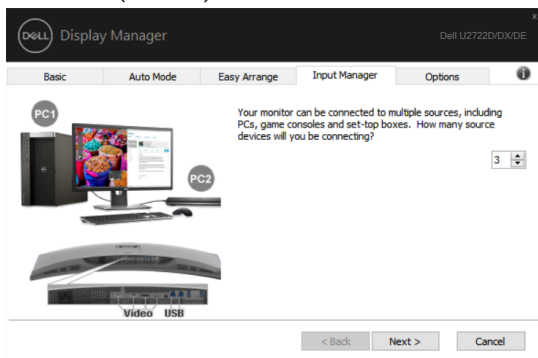 DELL Display Manager
Dell U2722D/DX/DE
x
Basic Auto Mode Easy Arrange Input Manager Options
PC1
PC2
Your monitor can be connected to multiple sources, including
PCs, game consoles and set-top boxes. How many source
devices will you be connecting?
3
Video USB
< Back Next > Cancel